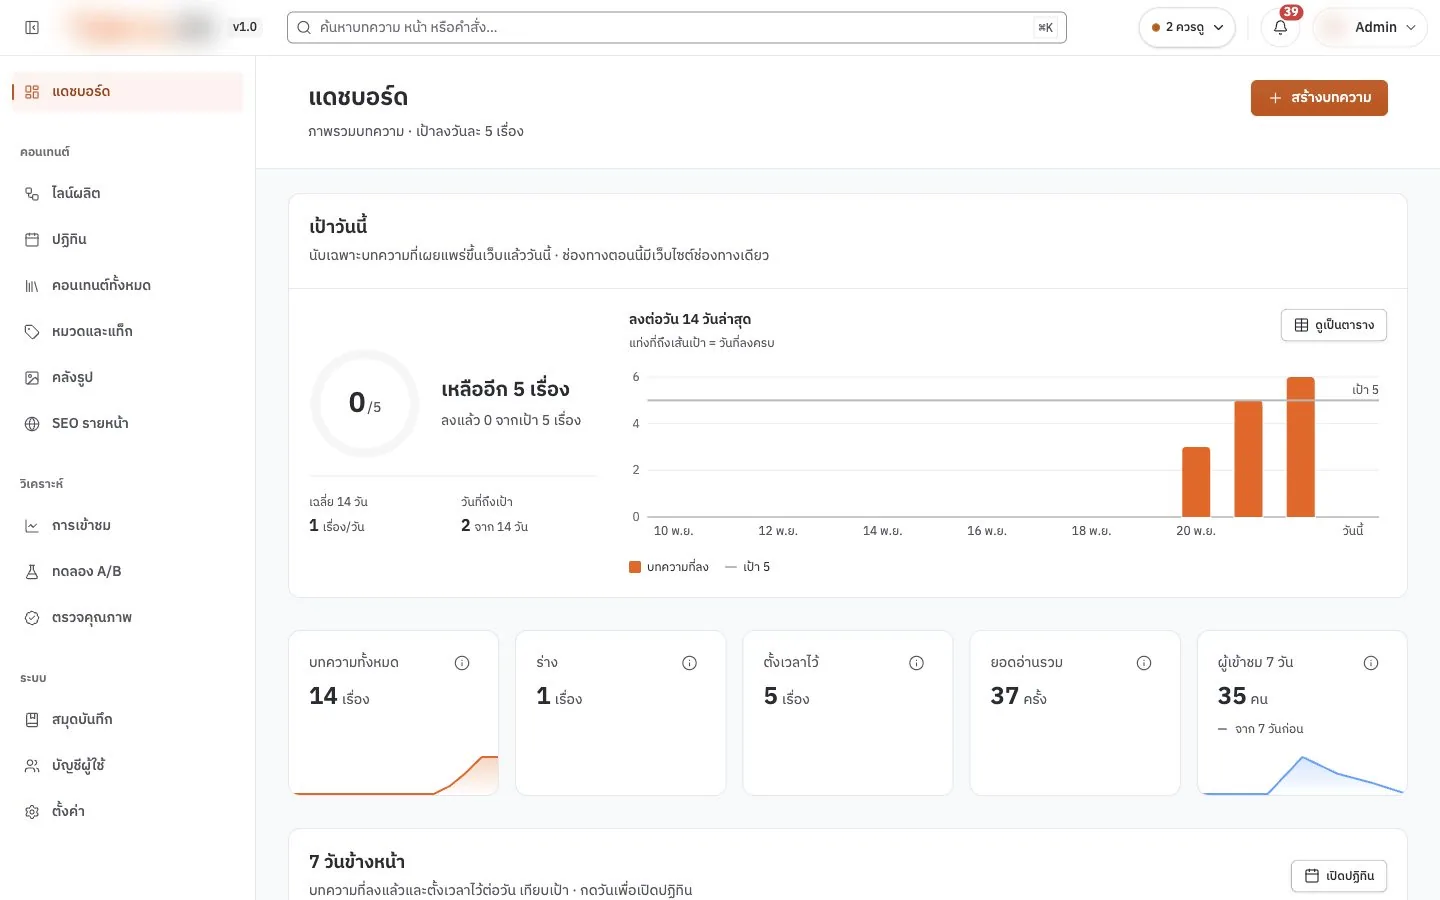 v1.0
ค้นหาบทความ หน้า หรือคำสั่ง...
⌘K
2 ควรดู
39
Admin
แดชบอร์ด
คอนเทนต์
ไลน์ผลิต
ปฏิทิน
คอนเทนต์ทั้งหมด
หมวดและแท็ก
คลังรูป
SEO รายหน้า
วิเคราะห์
การเข้าชม
ทดลอง A/B
ตรวจคุณภาพ
ระบบ
สมุดบันทึก
บัญชีผู้ใช้
ตั้งค่า
แดชบอร์ด
ภาพรวมบทความ · เป้าลงวันละ 5 เรื่อง
สร้างบทความ
เป้าวันนี้
นับเฉพาะบทความที่เผยแพร่ขึ้นเว็บแล้ววันนี้ · ช่องทางตอนนี้มีเว็บไซต์ช่องทางเดียว
0/5
เหลืออีก 5 เรื่อง
ลงแล้ว 0 จากเป้า 5 เรื่อง
เฉลี่ย 14 วัน
1 เรื่อง/วัน
วันที่ถึงเป้า
2 จาก 14 วัน
ลงต่อวัน 14 วันล่าสุด
แท่งที่ถึงเส้นเป้า = วันที่ลงครบ
ดูเป็นตาราง
6
เป้า 5
4
2
0
10 พ.ย.
12 พ.ย.
14 พ.ย.
16 พ.ย.
18 พ.ย.
20 พ.ย.
วันนี้
บทความที่ลง
เป้า 5
บทความทั้งหมด
14 เรื่อง
ร่าง
1 เรื่อง
ตั้งเวลาไว้
5 เรื่อง
ยอดอ่านรวม
37 ครั้ง
ผู้เข้าชม 7 วัน
35 คน
— จาก 7 วันก่อน
7 วันข้างหน้า
บทความที่ลงแล้วและตั้งเวลาไว้ต่อวัน เทียบเป้า · กดวันเพื่อเปิดปฏิทิน
เปิดปฏิทิน